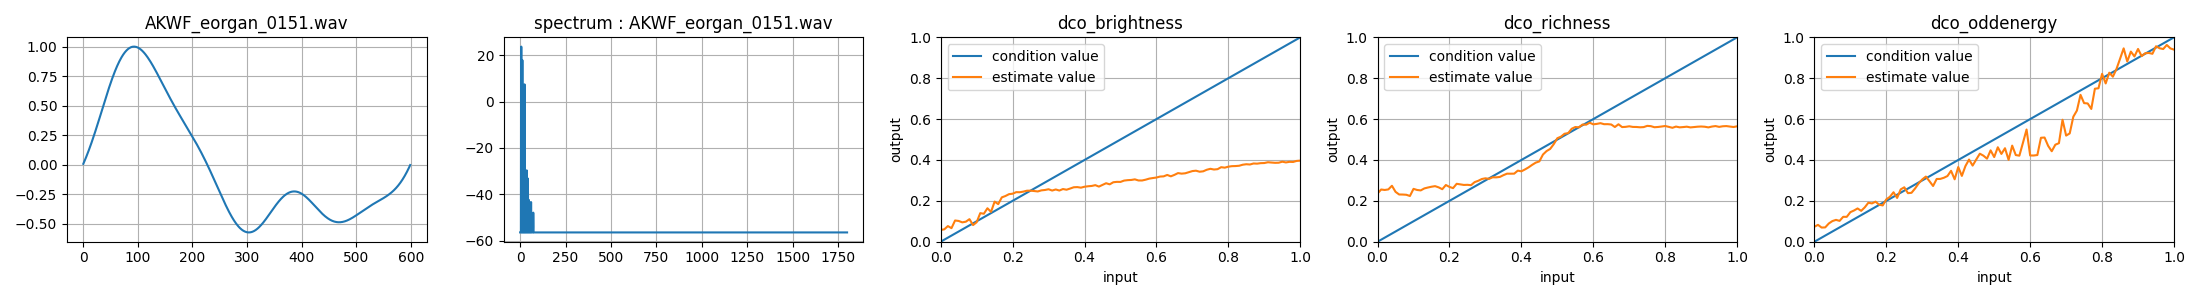 AKWF_eorgan_0151.wav
1.00
0.75
0.50
0.25
0.00
−0.25
−0.50
0 100 200 300 400 500 600
spectrum : AKWF_eorgan_0151.wav
20
0
−20
−40
−60
0 250 500 750 1000 1250 1500 1750
dco_brightness
condition value
estimate value
output
1.0
0.8
0.6
0.4
0.2
0.0
0.0 0.2 0.4 0.6 0.8 1.0
input
dco_richness
condition value
estimate value
output
1.0
0.8
0.6
0.4
0.2
0.0
0.0 0.2 0.4 0.6 0.8 1.0
input
dco_oddenergy
condition value
estimate value
output
1.0
0.8
0.6
0.4
0.2
0.0
0.0 0.2 0.4 0.6 0.8 1.0
input